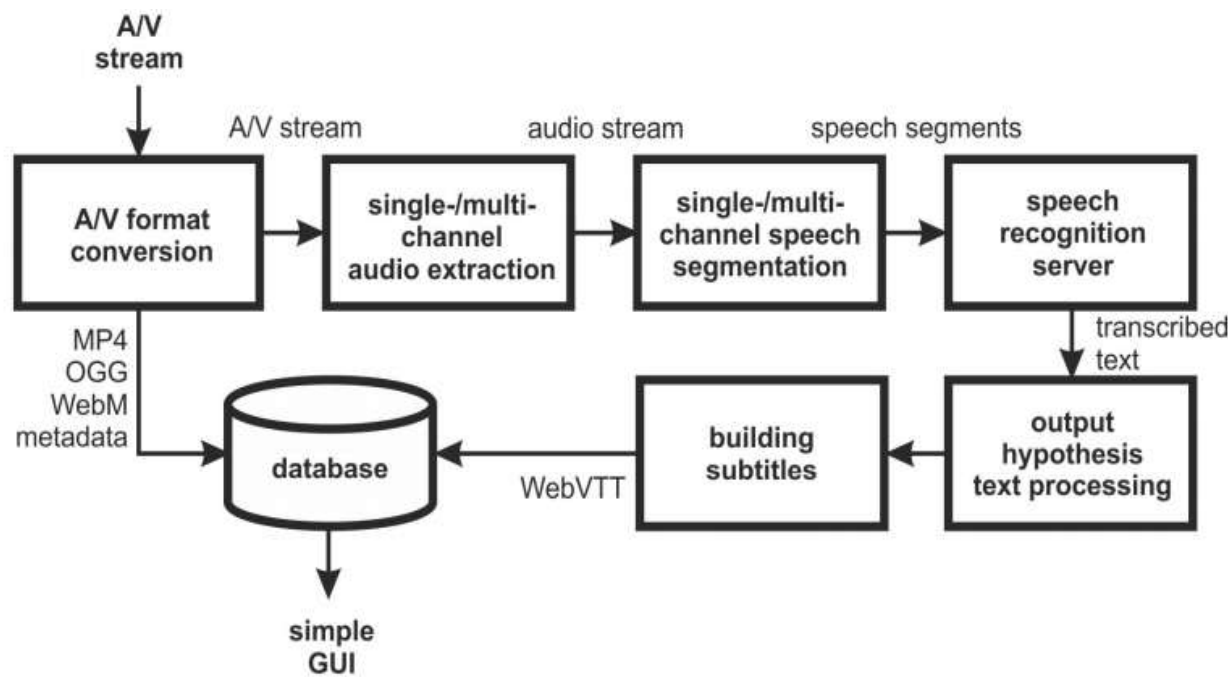 A/V
stream
A/V stream
audio stream
speech segments
A/V format
conversion
single-/multi-
channel
audio extraction
single-/multi-
channel speech
segmentation
speech
recognition
server
MP4
OGG
WebM
metadata
transcribed
text
database
WebVTT
building
subtitles
output
hypothesis
text processing
simple
GUI